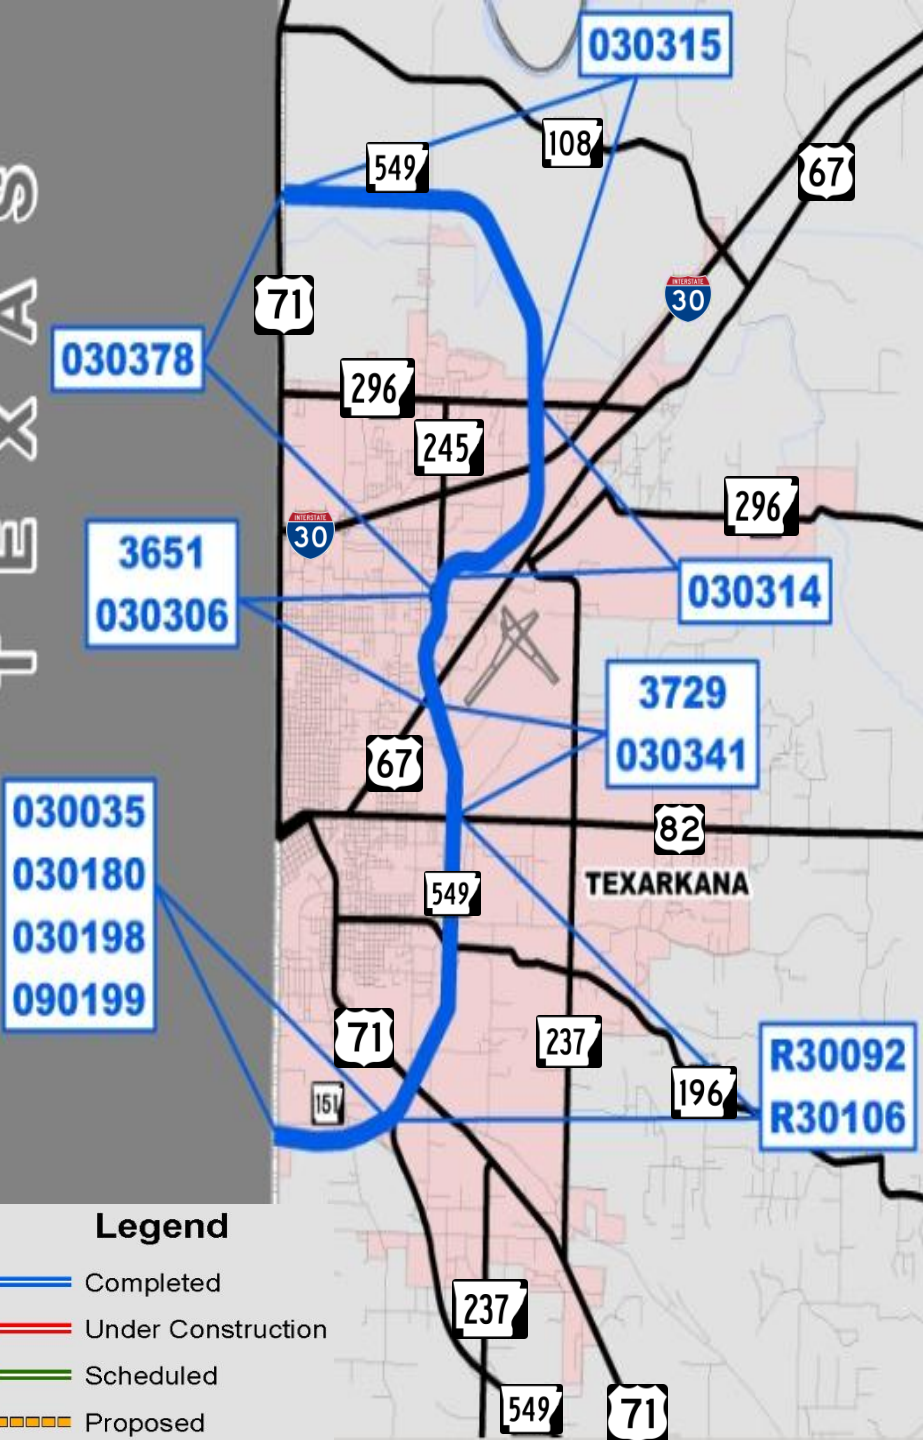 030315
108
549
67
TEXAS
INTERSTATE
30
71
030378
296
245
296
INTERSTATE
30
3651
030306
030314
3729
030341
67
030035
030180
030198
090199
82
TEXARKANA
549
71
237
R30092
R30106
196
151
Legend
Completed
Under Construction
Scheduled
Proposed
237
549
71